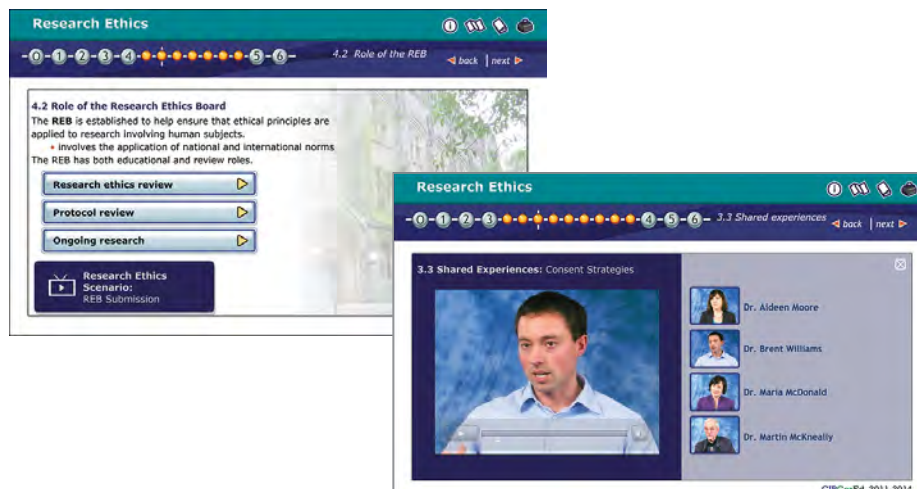 Research Ethics
0 1 2 3 4 5 6 4.2 Role of the REB back | next
4.2 Role of the Research Ethics Board
The REB is established to help ensure that ethical principles are
applied to research involving human subjects.
• involves the application of national and international norms
The REB has both educational and review roles.
Research ethics review
Protocol review
Ongoing research
Research Ethics
Scenario:
REB Submission
Research Ethics
0 1 2 3 4 5 6 3.3 Shared experiences back | next
3.3 Shared Experiences: Consent Strategies
Dr. Aideen Moore
Dr. Brent Williams
Dr. Maria McDonald
Dr. Martin McKneally
2011-2014